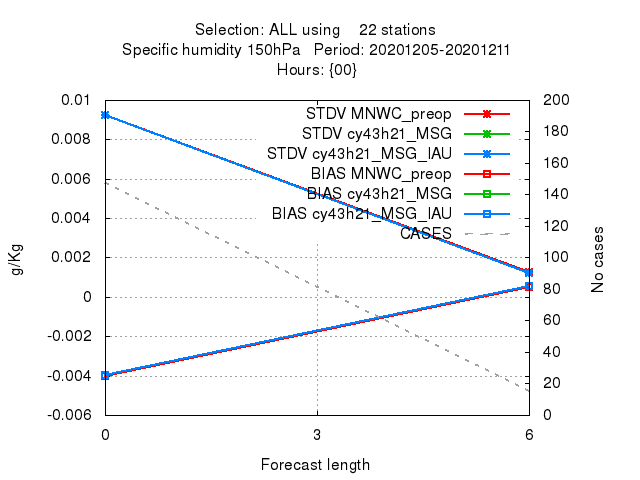 Selection: ALL using 22 stations
Specific humidity 150hPa Period: 20201205-20201211
Hours: {00}
0.01
0.008
0.006
0.004
0.002
0
-0.002
-0.004
-0.006
g/Kg
STDV MNWC_preop
STDV cy43h21_MSG
STDV cy43h21_MSG_IAU
BIAS MNWC_preop
BIAS cy43h21_MSG
BIAS cy43h21_MSG_IAU
CASES
200
180
160
140
120
100
80
60
40
20
0
No cases
0 3 6
Forecast length